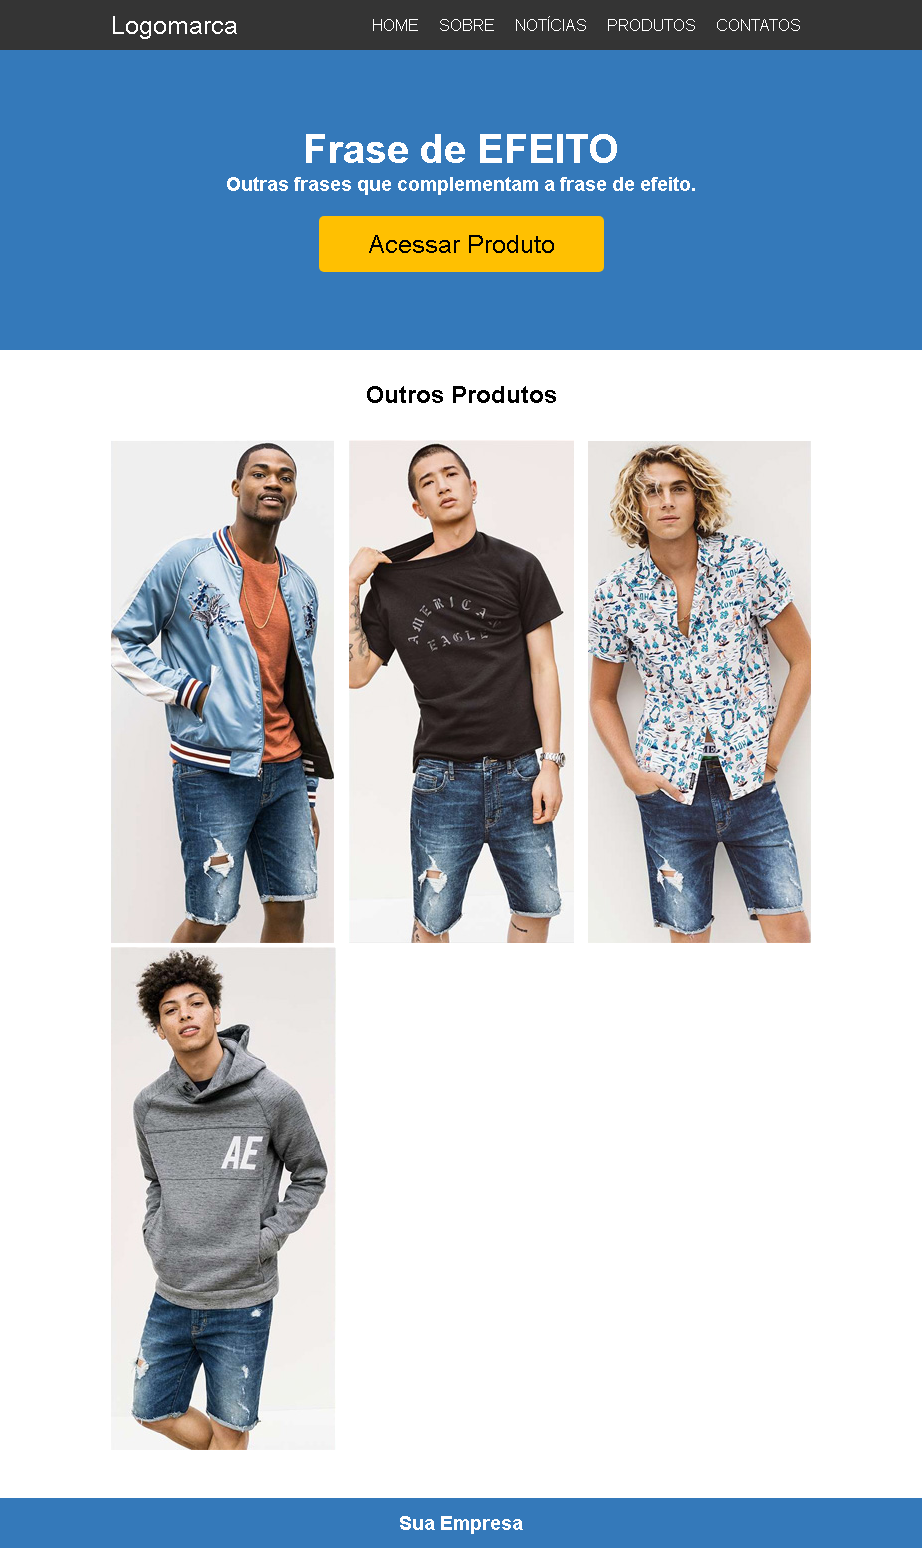 Logomarca
HOME SOBRE NOTÍCIAS PRODUTOS CONTATOS
Frase de EFEITO
Outras frases que complementam a frase de efeito.
Acessar Produto
Outros Produtos
AMERICAN
EAGLE
ALOH
AE
Sua Empresa